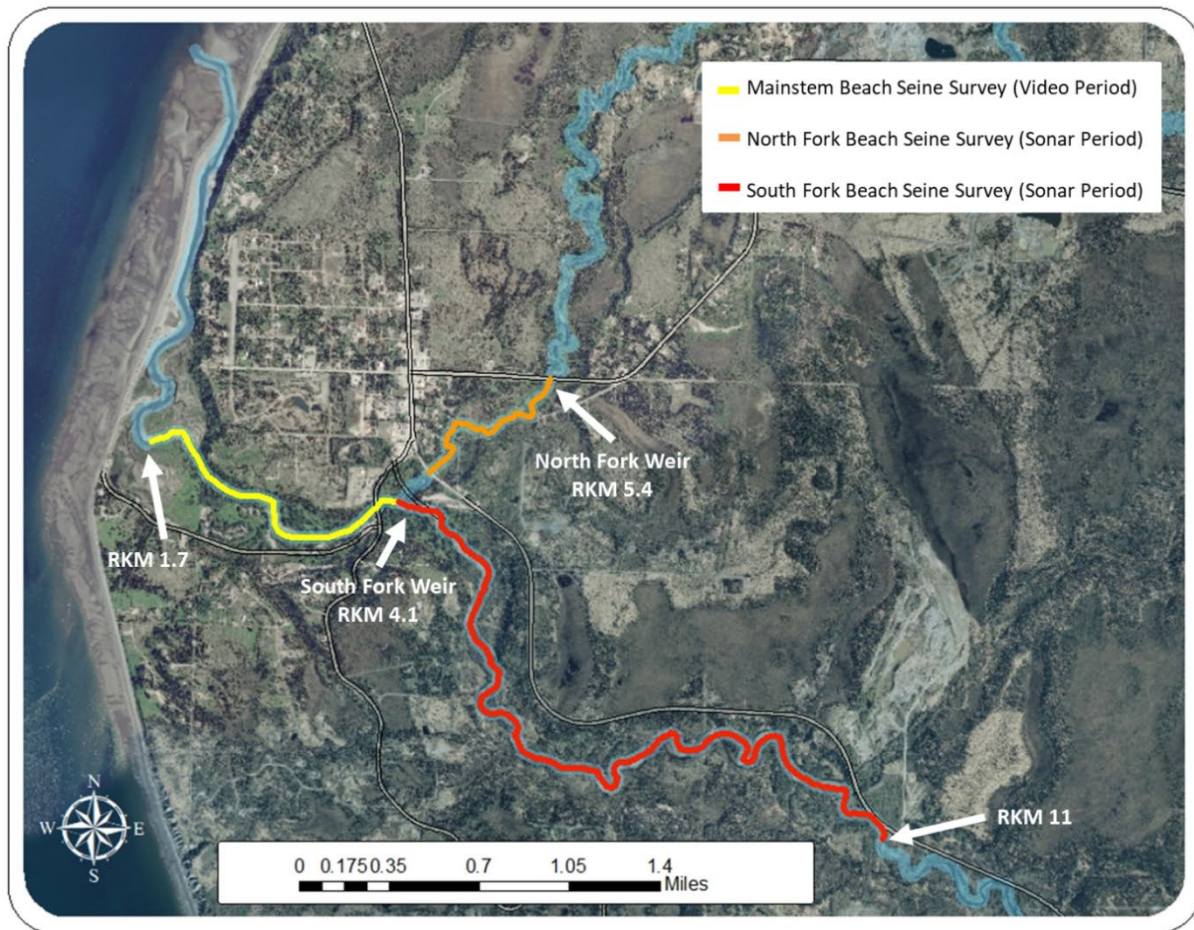 Mainstem Beach Seine Survey (Video Period)
North Fork Beach Seine Survey (Sonar Period)
South Fork Beach Seine Survey (Sonar Period)
North Fork Weir
RKM 5.4
RKM 1.7
South Fork Weir
RKM 4.1
RKM 11
N
W E
S
0 0.175 0.35 0.7 1.05 1.4
Miles